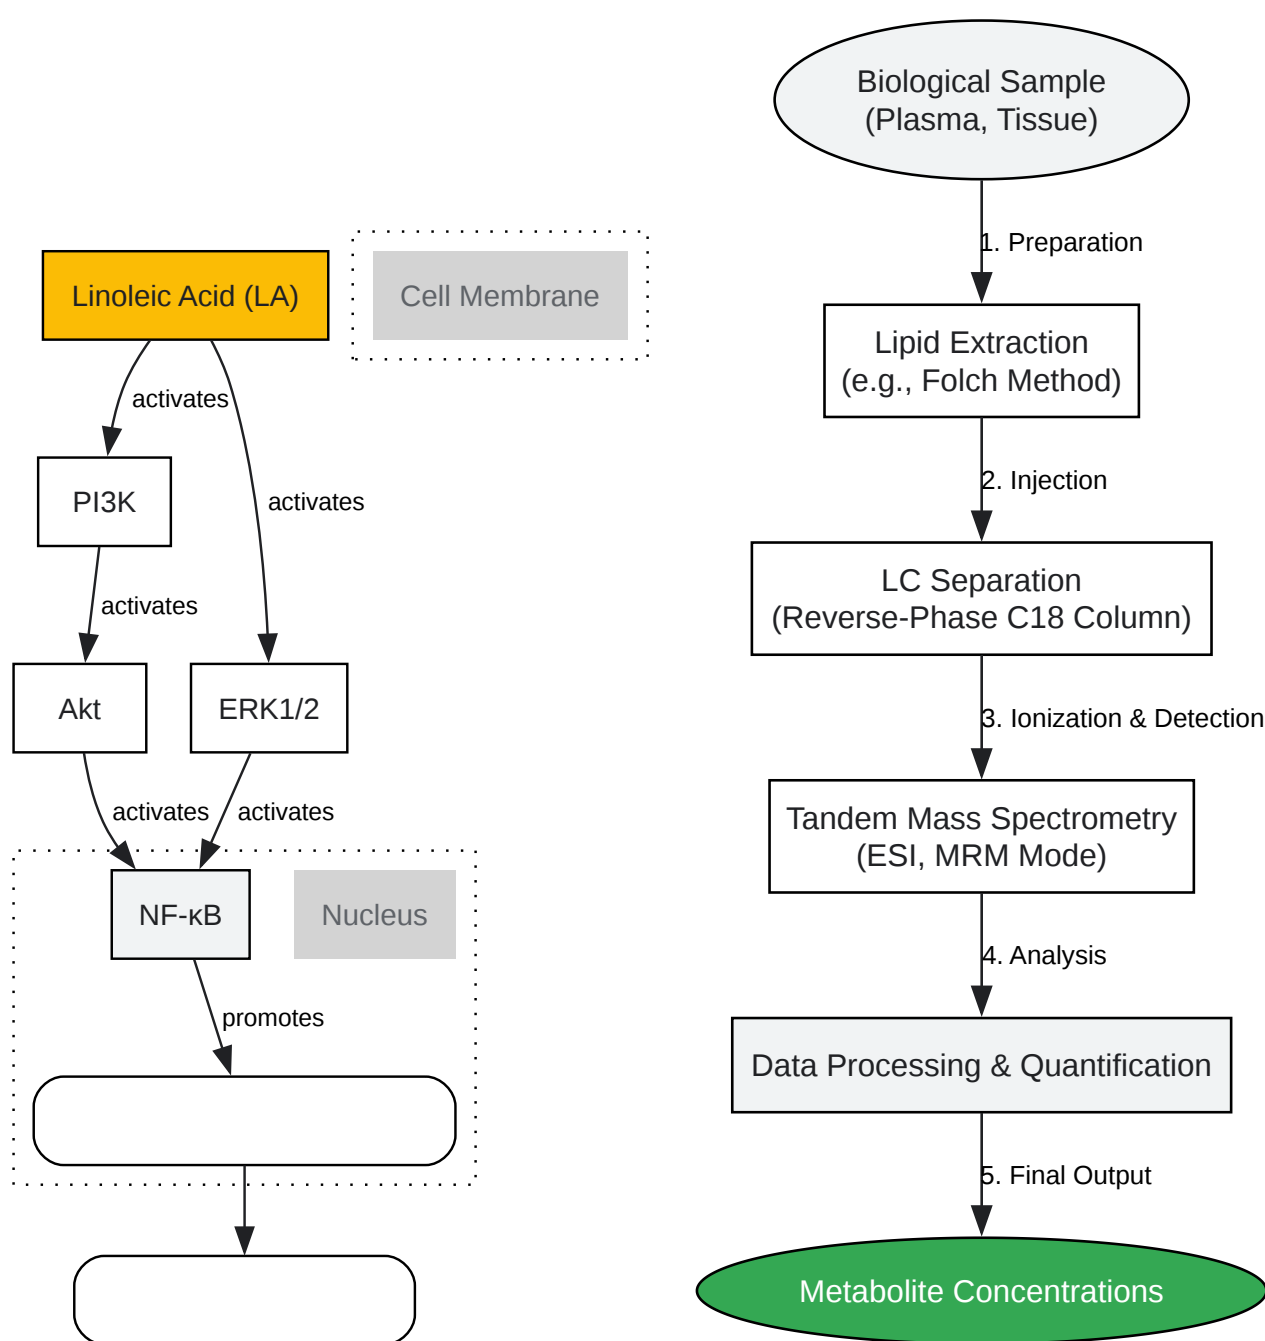 Linoleic Acid (LA)
Cell Membrane
activates
PI3K
activates
activates
Akt
ERK1/2
activates
activates
NF-κB
Nucleus
promotes
Biological Sample
(Plasma, Tissue)
1. Preparation
Lipid Extraction
(e.g., Folch Method)
2. Injection
LC Separation
(Reverse-Phase C18 Column)
3. Ionization & Detection
Tandem Mass Spectrometry
(ESI, MRM Mode)
4. Analysis
Data Processing & Quantification
5. Final Output
Metabolite Concentrations